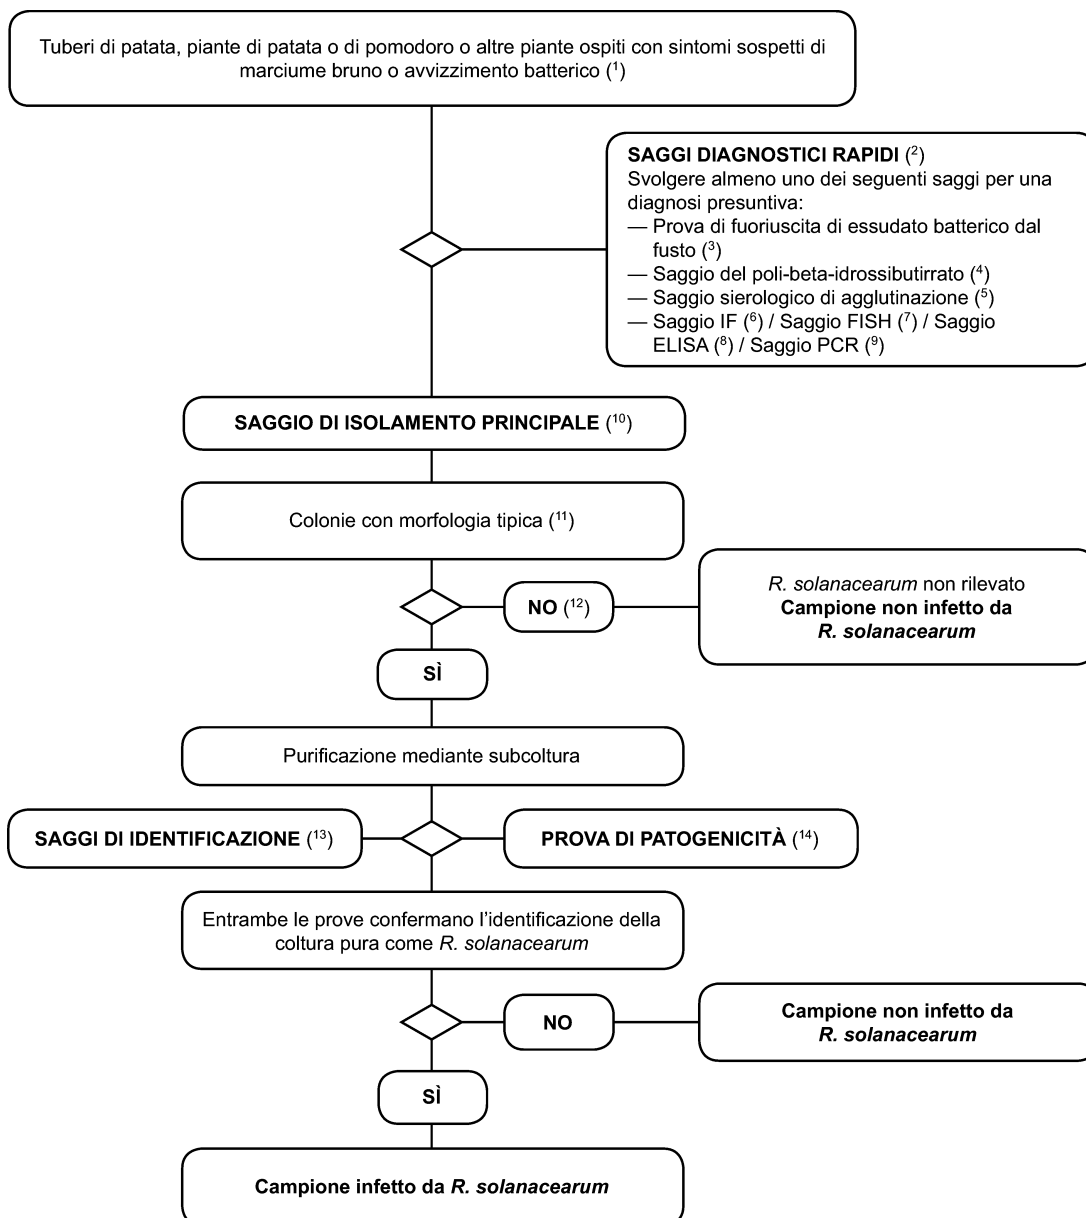 Tuberi di patata, piante di patata o di pomodoro o altre piante ospiti con sintomi sospetti di
marciume bruno o avvizzimento batterico (¹)
SAGGI DIAGNOSTICI RAPIDI (²)
Svolgere almeno uno dei seguenti saggi per una
diagnosi presuntiva:
— Prova di fuoriuscita di essudato batterico dal
fusto (³)
— Saggio del poli-beta-idrossibutirrato (⁴)
— Saggio sierologico di agglutinazione (⁵)
— Saggio IF (⁶) / Saggio FISH (⁷) / Saggio
ELISA (⁸) / Saggio PCR (⁹)
SAGGIO DI ISOLAMENTO PRINCIPALE (¹⁰)
Colonie con morfologia tipica (¹¹)
NO (¹²)
R. solanacearum non rilevato
Campione non infetto da
R. solanacearum
SÌ
Purificazione mediante subcoltura
SAGGI DI IDENTIFICAZIONE (¹³)
PROVA DI PATOGENICITÀ (¹⁴)
Entrambe le prove confermano l’identificazione della
coltura pura come R. solanacearum
NO
Campione non infetto da
R. solanacearum
SÌ
Campione infetto da R. solanacearum